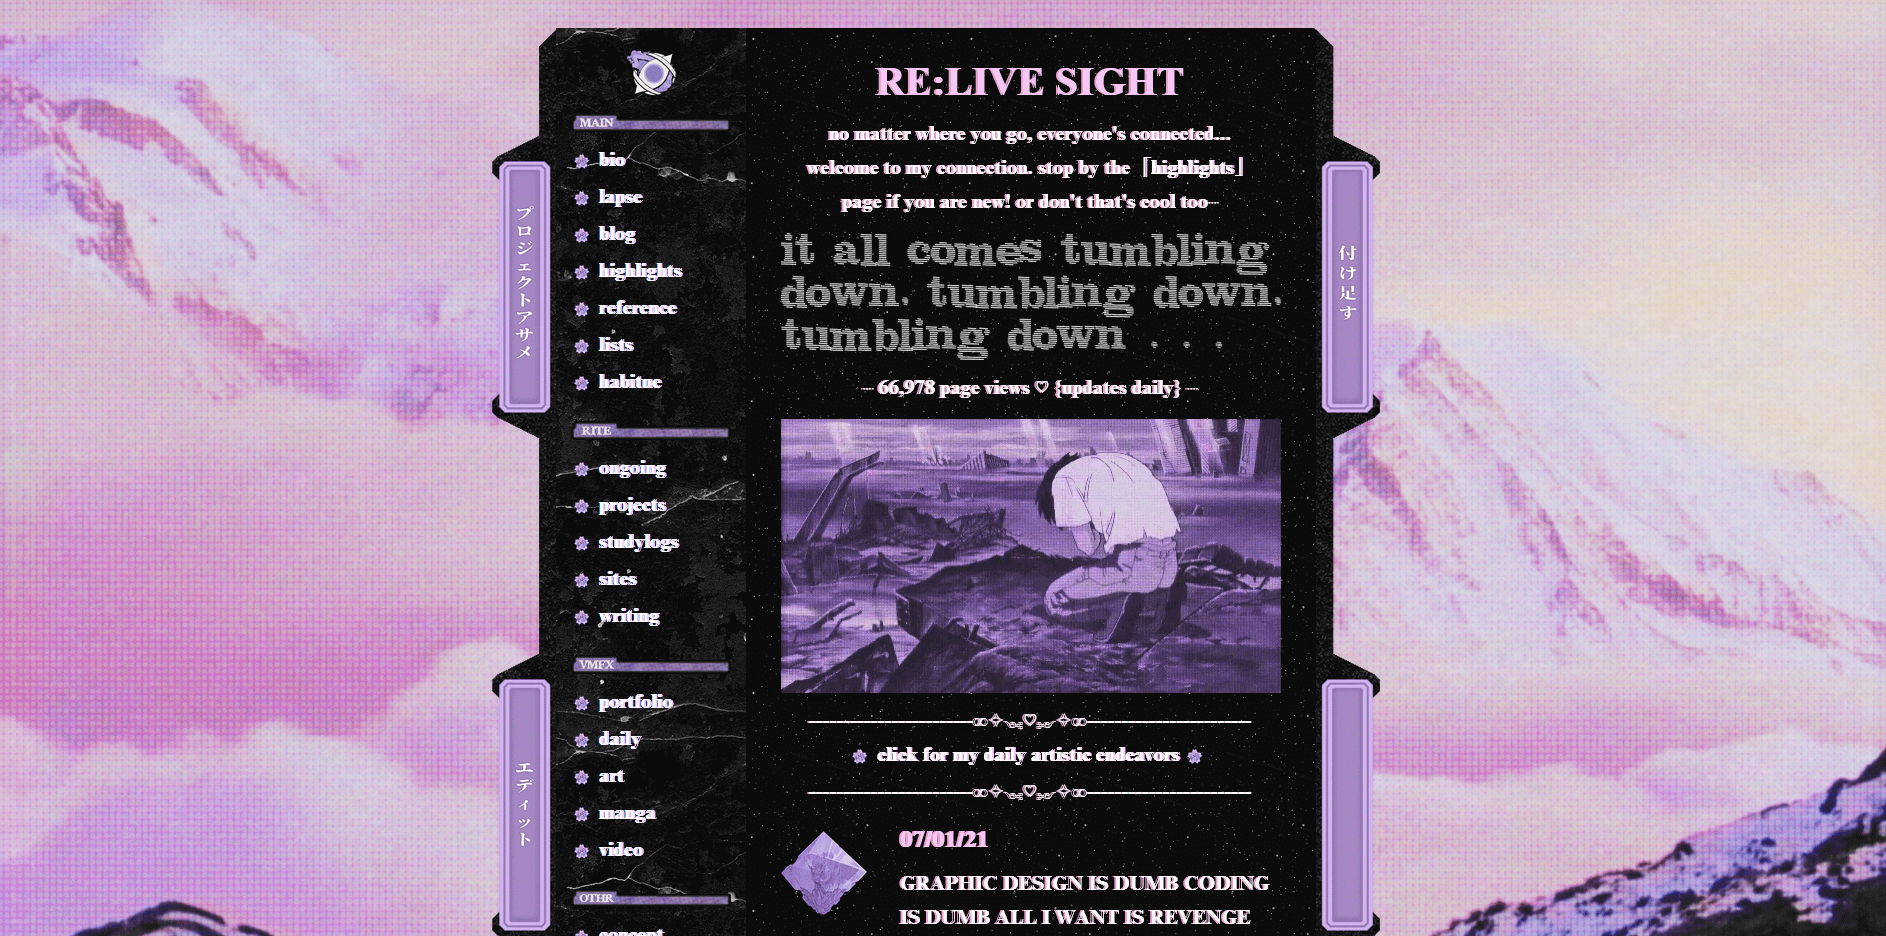 MAIN
bio
lapse
blog
highlights
reference
lists
habitue
RITE
ongoing
projects
studylogs
sites
writing
VMFX
portfolio
daily
art
manga
video
OTHR
concept
プロジェクトアサメ
エディット
RE:LIVE SIGHT
no matter where you go, everyone's connected...
welcome to my connection. stop by the「highlights」
page if you are new! or don't that's cool too~
it all comes tumbling
down, tumbling down,
tumbling down . . .
─ 66,978 page views ♡ {updates daily} ─
click for my daily artistic endeavors
07/01/21
GRAPHIC DESIGN IS DUMB CODING
IS DUMB ALL I WANT IS REVENGE
付け足す